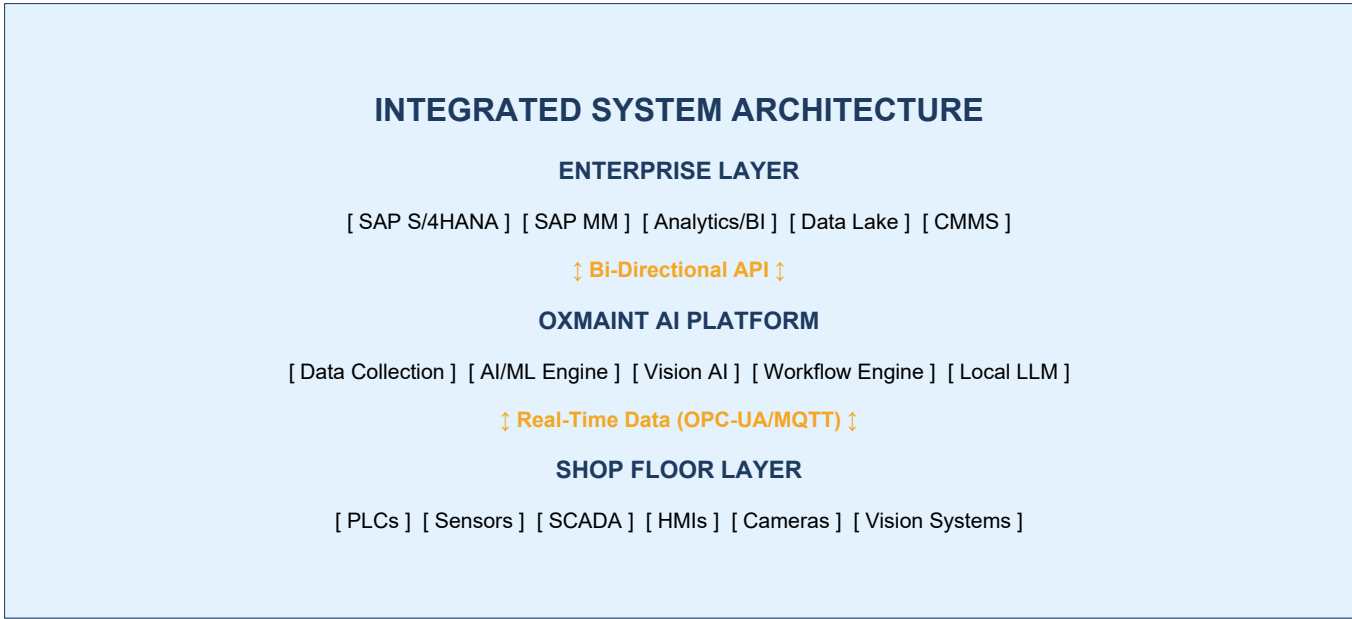 INTEGRATED SYSTEM ARCHITECTURE
ENTERPRISE LAYER
[ SAP S/4HANA ] [ SAP MM ] [ Analytics/BI ] [ Data Lake ] [ CMMS ]
↕ Bi-Directional API ↕
OXMAINT AI PLATFORM
[ Data Collection ] [ AI/ML Engine ] [ Vision AI ] [ Workflow Engine ] [ Local LLM ]
↕ Real-Time Data (OPC-UA/MQTT) ↕
SHOP FLOOR LAYER
[ PLCs ] [ Sensors ] [ SCADA ] [ HMIs ] [ Cameras ] [ Vision Systems ]